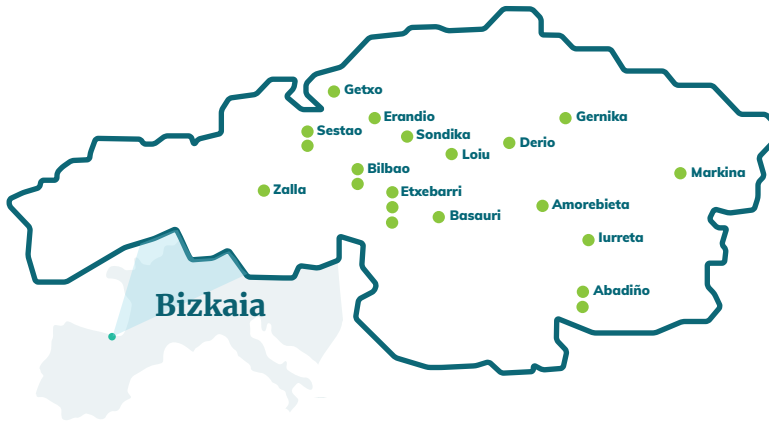 Getxo
Erandio
Gernika
Sestao
Sondika
Derio
Loiu
Bilbao
Markina
Zalla
Etxebarri
Amorebieta
Basauri
Iurreta
Abadiño
Bizkaia